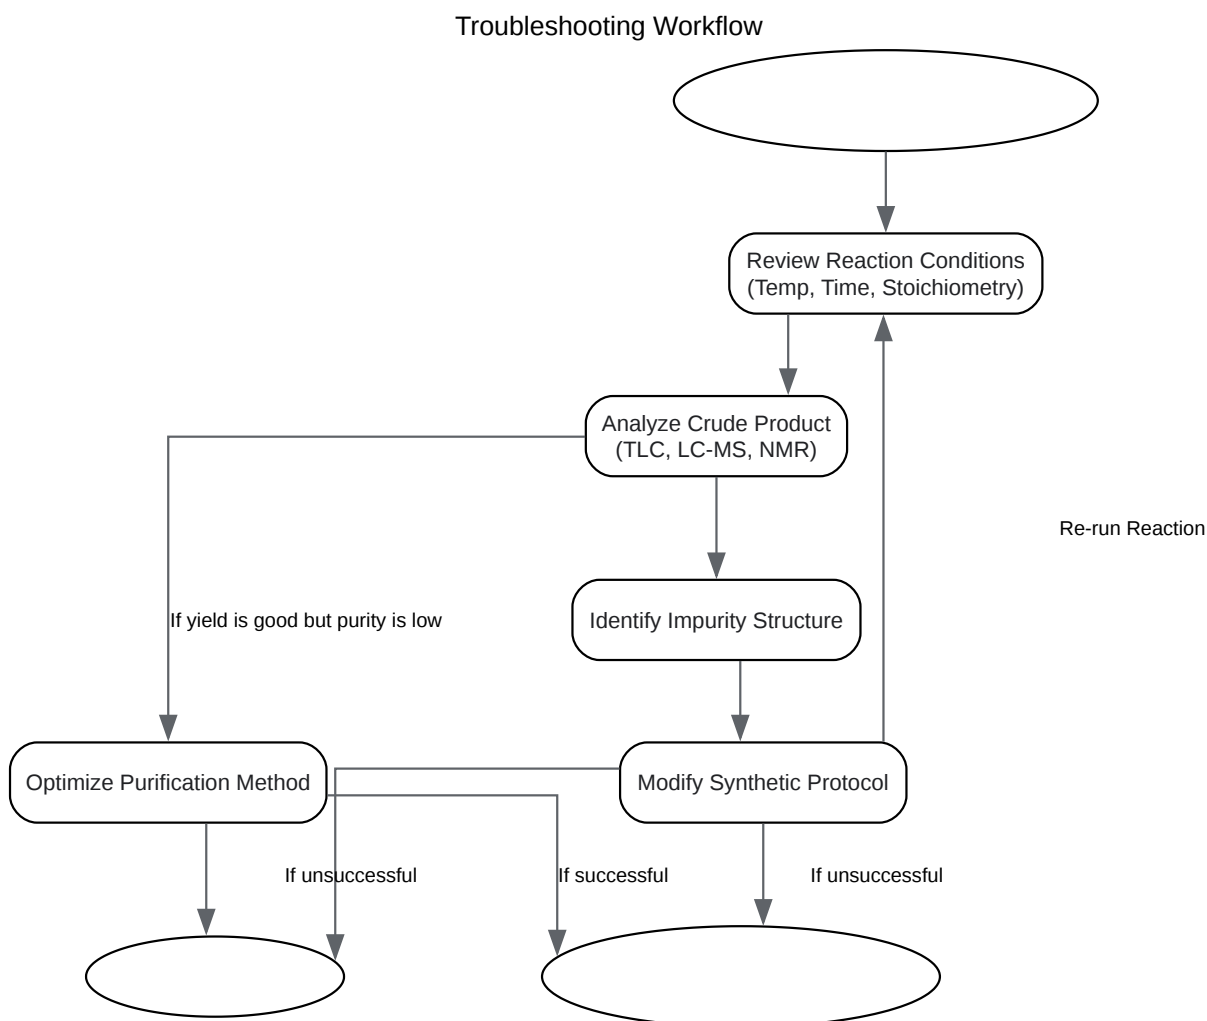 Troubleshooting Workflow
Review Reaction Conditions
(Temp, Time, Stoichiometry)
Analyze Crude Product
(TLC, LC-MS, NMR)
Re-run Reaction
If yield is good but purity is low
Identify Impurity Structure
Optimize Purification Method
Modify Synthetic Protocol
If unsuccessful
If successful
If unsuccessful